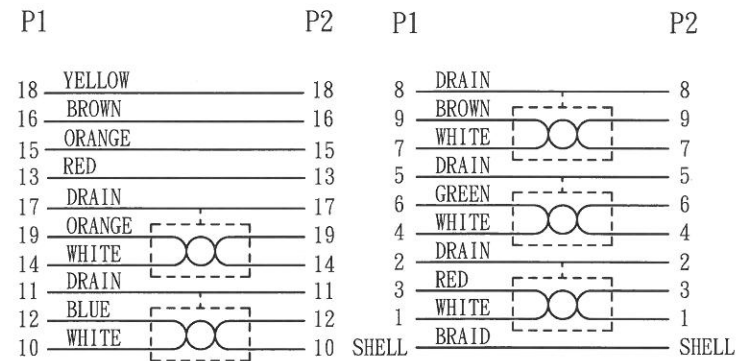 P1 P2
18 YELLOW 18
16 BROWN 16
15 ORANGE 15
13 RED 13
17 DRAIN 17
19 ORANGE 19
14 WHITE 14
11 DRAIN 11
12 BLUE 12
10 WHITE 10
P1 P2
8 DRAIN 8
9 BROWN 9
7 WHITE 7
5 DRAIN 5
6 GREEN 6
4 WHITE 4
2 DRAIN 2
3 RED 3
1 WHITE 1
SHELL BRAID SHELL